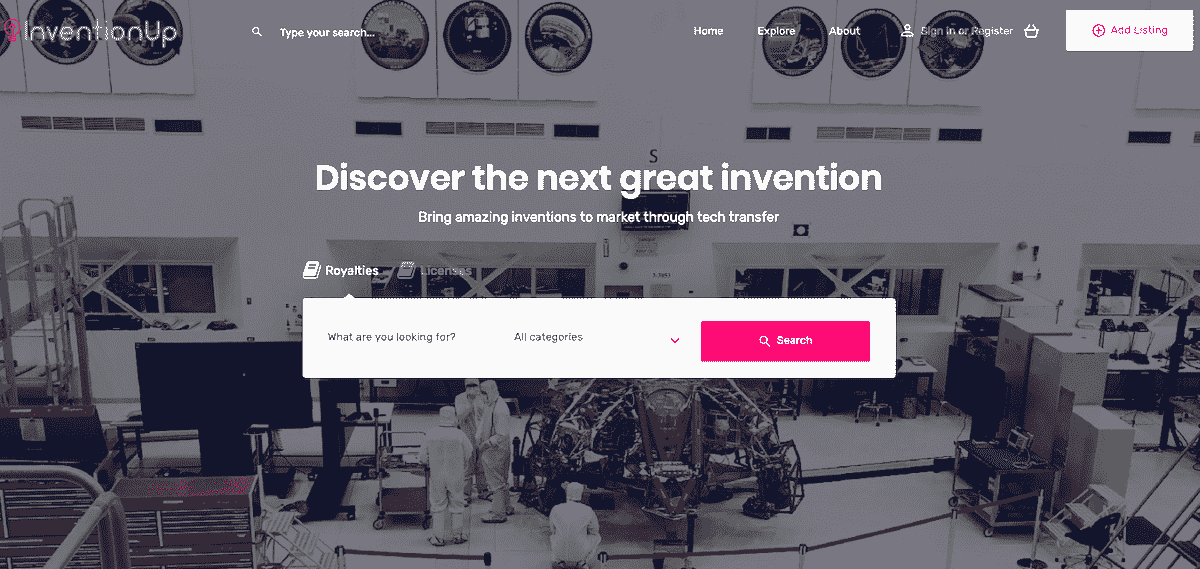 InventionUp
Type your search...
Home
Explore
About
Sign in or Register
Add Listing
S
Discover the next great invention
Bring amazing inventions to market through tech transfer
Royalties
Licenses
What are you looking for?
All categories
Search